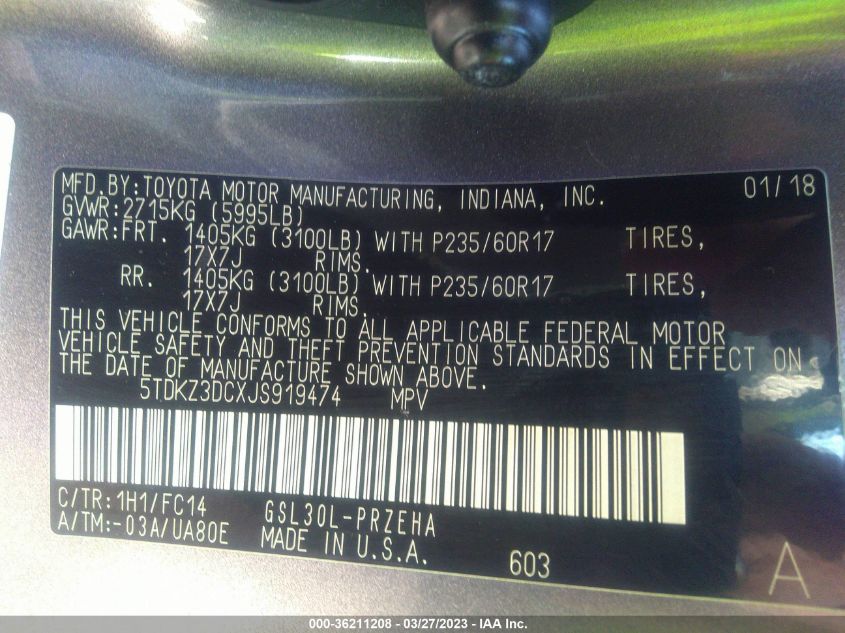 MFD.BY:TOYOTA MOTOR MANUFACTURING, INDIANA, INC. 01/18
GVWR:2715KG (5995LB)
GAWR:FRT. 1405KG (3100LB) WITH P235/60R17 TIRES,
17X7J RIMS.
RR. 1405KG (3100LB) WITH P235/60R17 TIRES,
17X7J RIMS.
THIS VEHICLE CONFORMS TO ALL APPLICABLE FEDERAL MOTOR
VEHICLE SAFETY AND THEFT PREVENTION STANDARDS IN EFFECT ON
THE DATE OF MANUFACTURE SHOWN ABOVE.
5TDKZ3DCXJS919474 MPV
C/TR:1H1/FC14 GSL30L-PRZEHA
A/TM:-03A/UA80E MADE IN U.S.A. 603
A
000-36211208 - 03/27/2023 - IAA Inc.